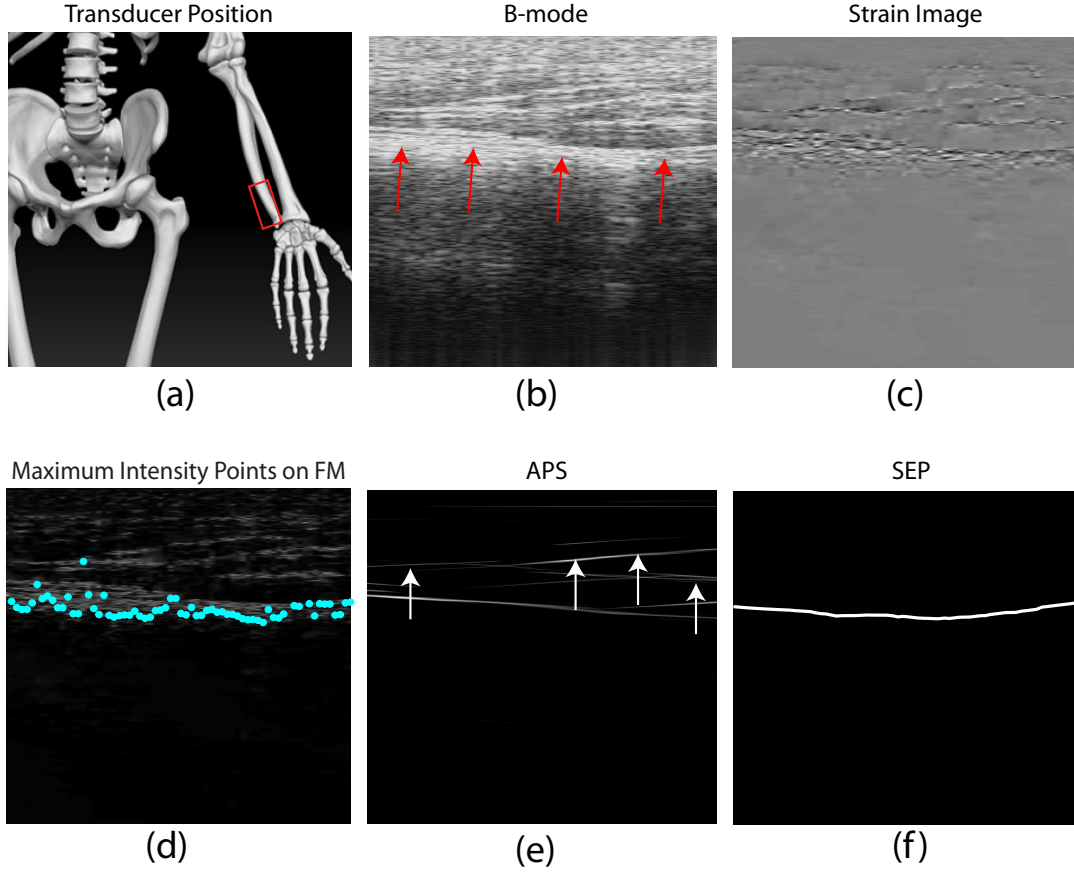 Transducer Position
B-mode
Strain Image
(a)
(b)
(c)
Maximum Intensity Points on FM
APS
SEP
(d)
(e)
(f)